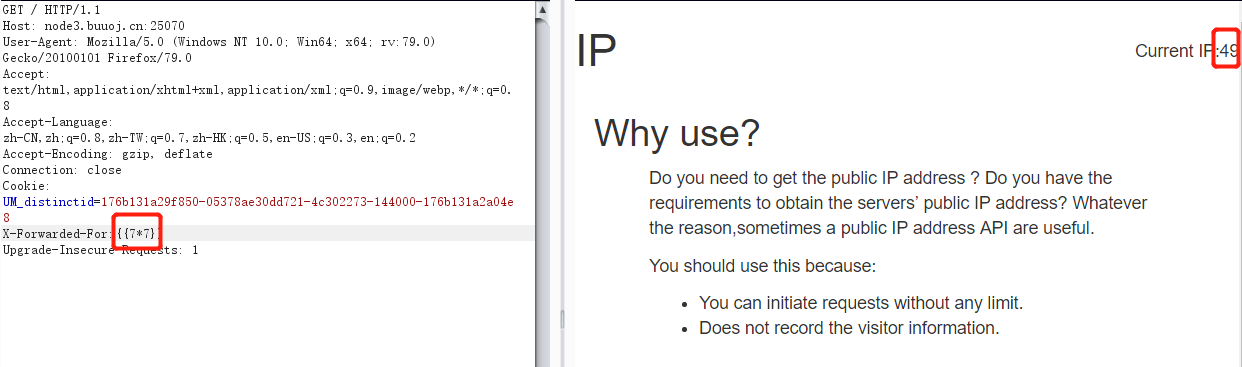 GET / HTTP/1.1
Host: node3.buuoj.cn:25070
User-Agent: Mozilla/5.0 (Windows NT 10.0; Win64; x64; rv:79.0)
Gecko/20100101 Firefox/79.0
Accept:
text/html,application/xhtml+xml,application/xml;q=0.9,image/webp,*/*;q=0.
8
Accept-Language:
zh-CN,zh;q=0.8,zh-TW;q=0.7,zh-HK;q=0.5,en-US;q=0.3,en;q=0.2
Accept-Encoding: gzip, deflate
Connection: close
Cookie:
UM_distinctid=176b131a29f850-05378ae30dd721-4c302273-144000-176b131a2a04e
8
X-Forwarded-For:{{7*7}}
Upgrade-Insecure-Requests: 1
IP
Current IP:49
Why use?
Do you need to get the public IP address ? Do you have the
requirements to obtain the servers’ public IP address? Whatever
the reason,sometimes a public IP address API are useful.
You should use this because:
• You can initiate requests without any limit.
• Does not record the visitor information.